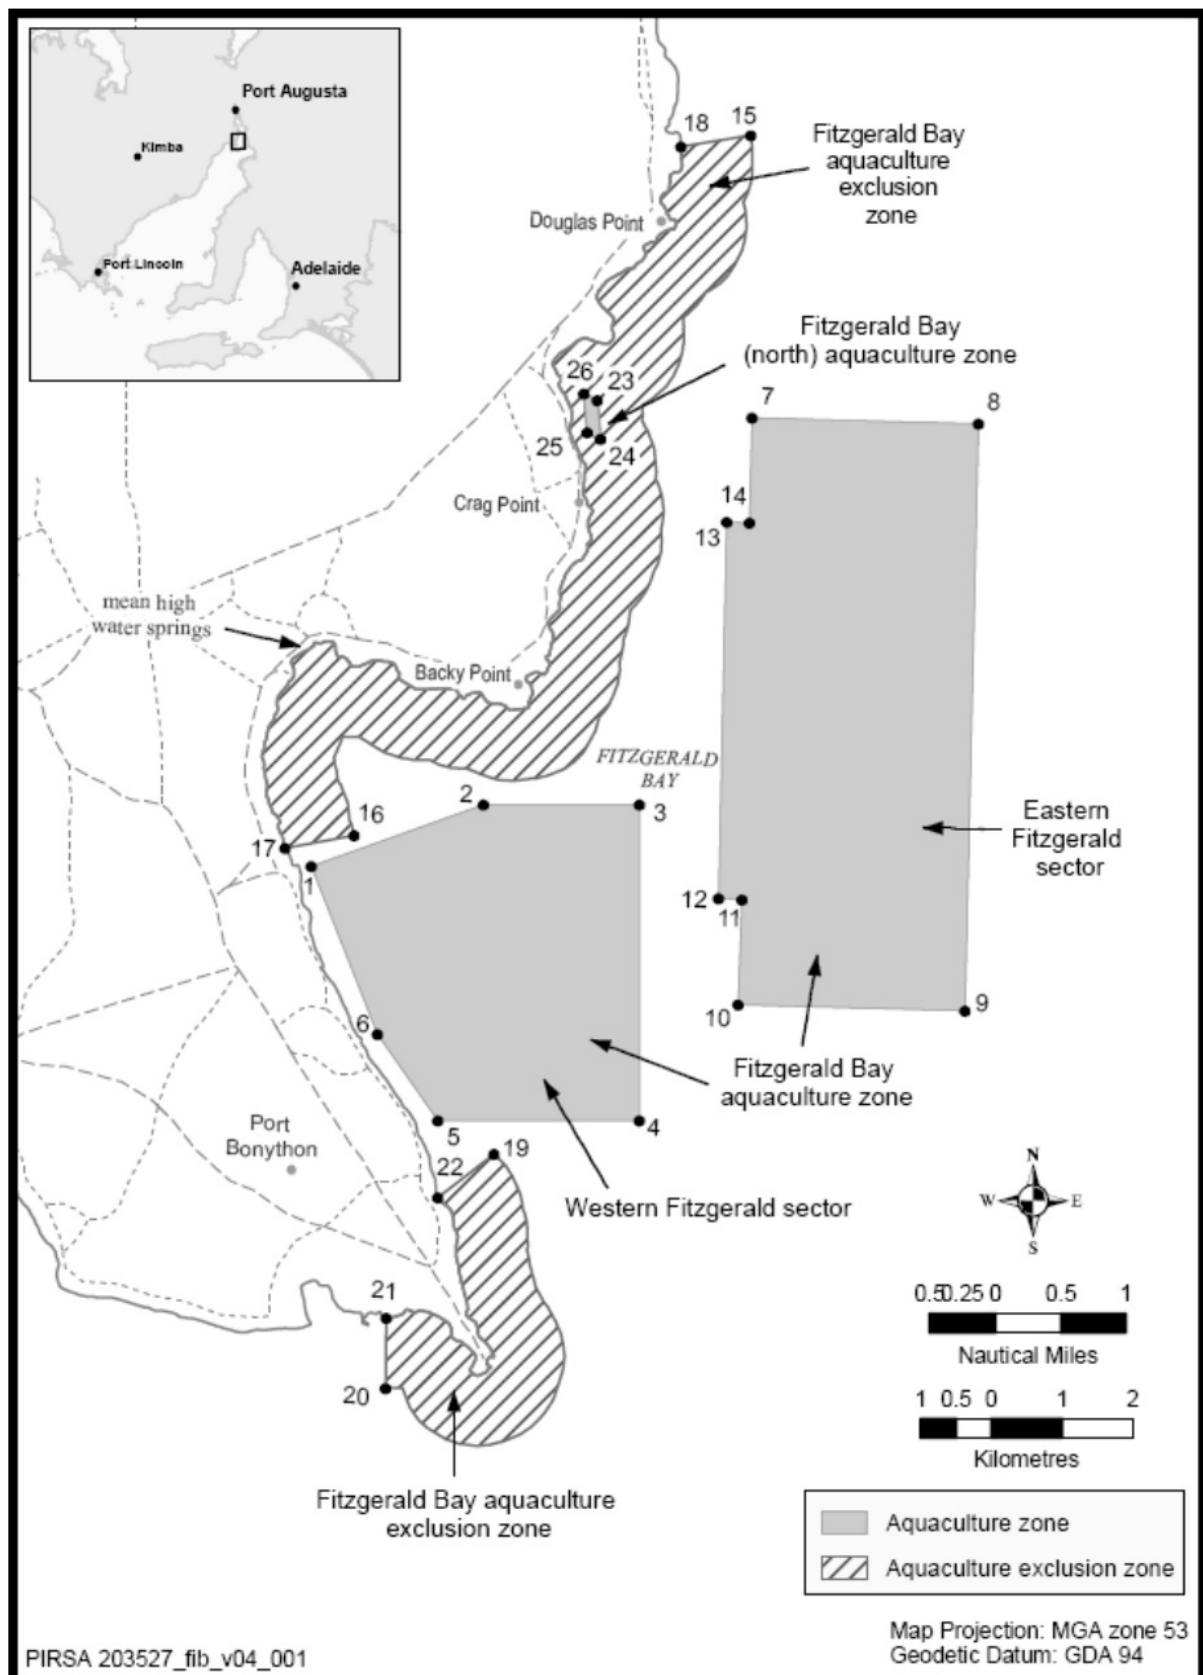 Port Augusta
Kimba
Port Lincoln
Adelaide
18
15
Fitzgerald Bay
aquaculture
exclusion
zone
Douglas Point
Fitzgerald Bay
(north) aquaculture zone
26
23
25
24
7
8
14
13
Crag Point
mean high
water springs
Backy Point
FITZGERALD
BAY
2
3
16
17
1
Eastern
Fitzgerald
sector
12
11
10
9
6
Fitzgerald Bay
aquaculture zone
Port
Bonython
5
4
19
22
Western Fitzgerald sector
N
W
E
S
21
20
0.5 0.25 0 0.5 1
Nautical Miles
1 0.5 0 1 2
Kilometres
Fitzgerald Bay aquaculture
exclusion zone
Aquaculture zone
Aquaculture exclusion zone
Map Projection: MGA zone 53
Geodetic Datum: GDA 94
PIRSA 203527_fib_v04_001